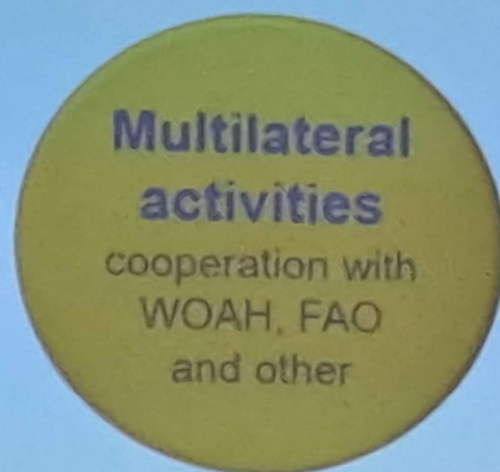 Multilateral
activities
cooperation with
WOAH, FAO
and other